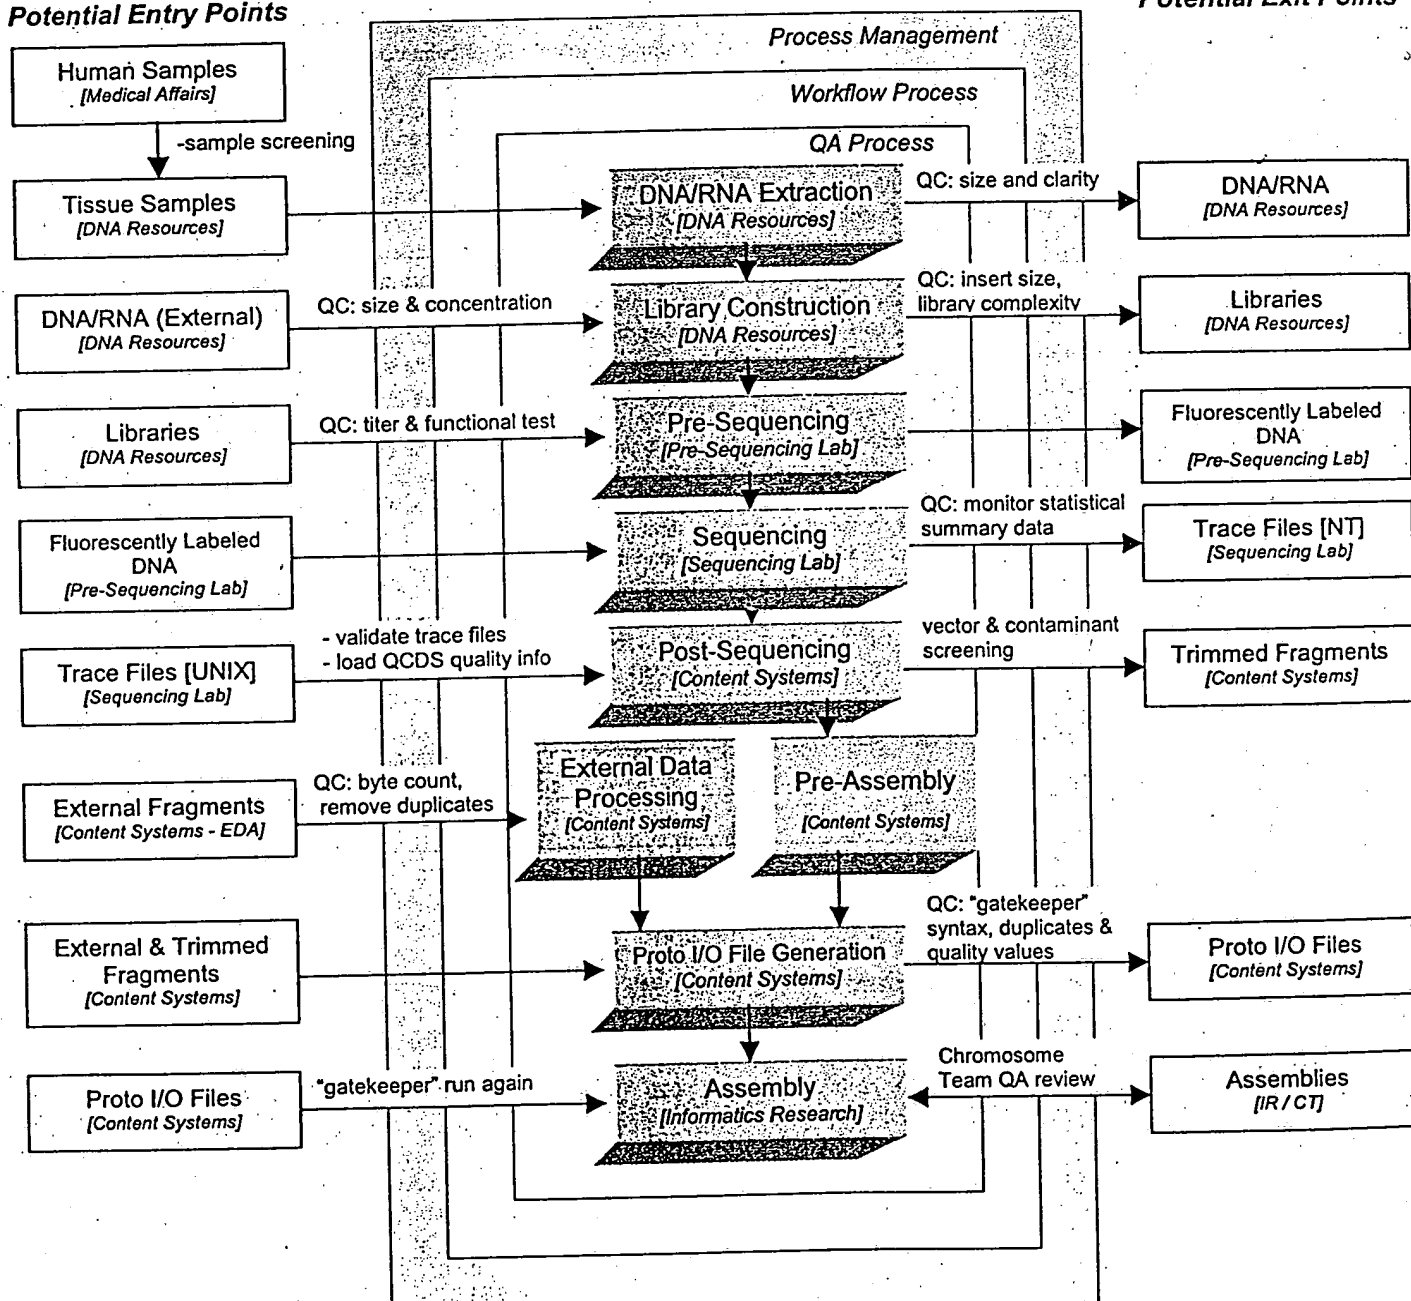 Potential Entry Points
Potential Exit Points
Process Management
Workflow Process
QA Process
Human Samples
[Medical Affairs]
-sample screening
Tissue Samples
[DNA Resources]
DNA/RNA Extraction
[DNA Resources]
QC: size and clarity
DNA/RNA
[DNA Resources]
DNA/RNA (External)
[DNA Resources]
QC: size & concentration
Library Construction
[DNA Resources]
QC: insert size,
library complexity
Libraries
[DNA Resources]
Libraries
[DNA Resources]
QC: titer & functional test
Pre-Sequencing
[Pre-Sequencing Lab]
Fluorescently Labeled
DNA
[Pre-Sequencing Lab]
Fluorescently Labeled
DNA
[Pre-Sequencing Lab]
Sequencing
[Sequencing Lab]
QC: monitor statistical
summary data
Trace Files [NT]
[Sequencing Lab]
Trace Files [UNIX]
[Sequencing Lab]
- validate trace files
- load QCDS quality info
Post-Sequencing
[Content Systems]
vector & contaminant
screening
Trimmed Fragments
[Content Systems]
External Fragments
[Content Systems - EDA]
QC: byte count,
remove duplicates
External Data
Processing
[Content Systems]
Pre-Assembly
[Content Systems]
External & Trimmed
Fragments
[Content Systems]
Proto I/O File Generation
[Content Systems]
QC: "gatekeeper"
syntax, duplicates &
quality values
Proto I/O Files
[Content Systems]
Proto I/O Files
[Content Systems]
"gatekeeper" run again
Assembly
[Informatics Research]
Chromosome
Team QA review
Assemblies
[IR / CT]